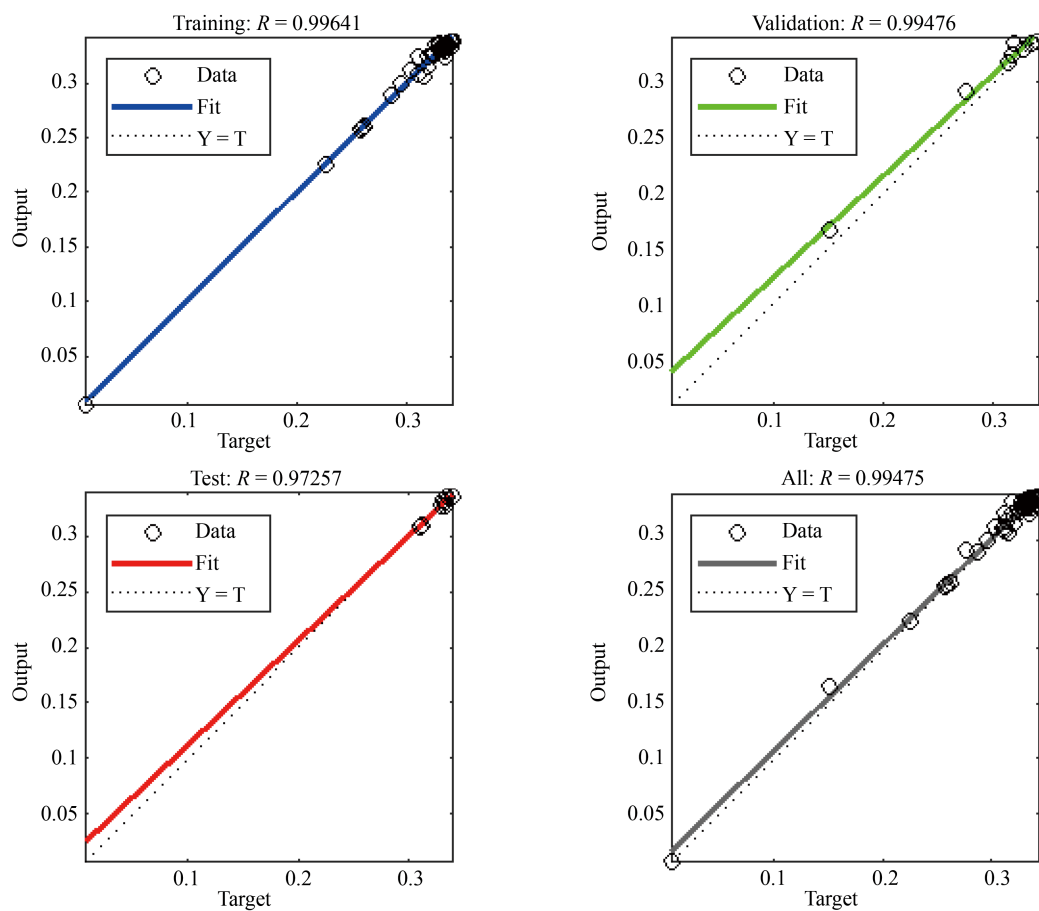 Training: R = 0.99641
Data
Fit
Y = T
Output
0.3
0.25
0.2
0.15
0.1
0.05
0.1
0.2
0.3
Target
Validation: R = 0.99476
Data
Fit
Y = T
Output
0.3
0.25
0.2
0.15
0.1
0.05
0.1
0.2
0.3
Target
Test: R = 0.97257
Data
Fit
Y = T
Output
0.3
0.25
0.2
0.15
0.1
0.05
0.1
0.2
0.3
Target
All: R = 0.99475
Data
Fit
Y = T
Output
0.3
0.25
0.2
0.15
0.1
0.05
0.1
0.2
0.3
Target